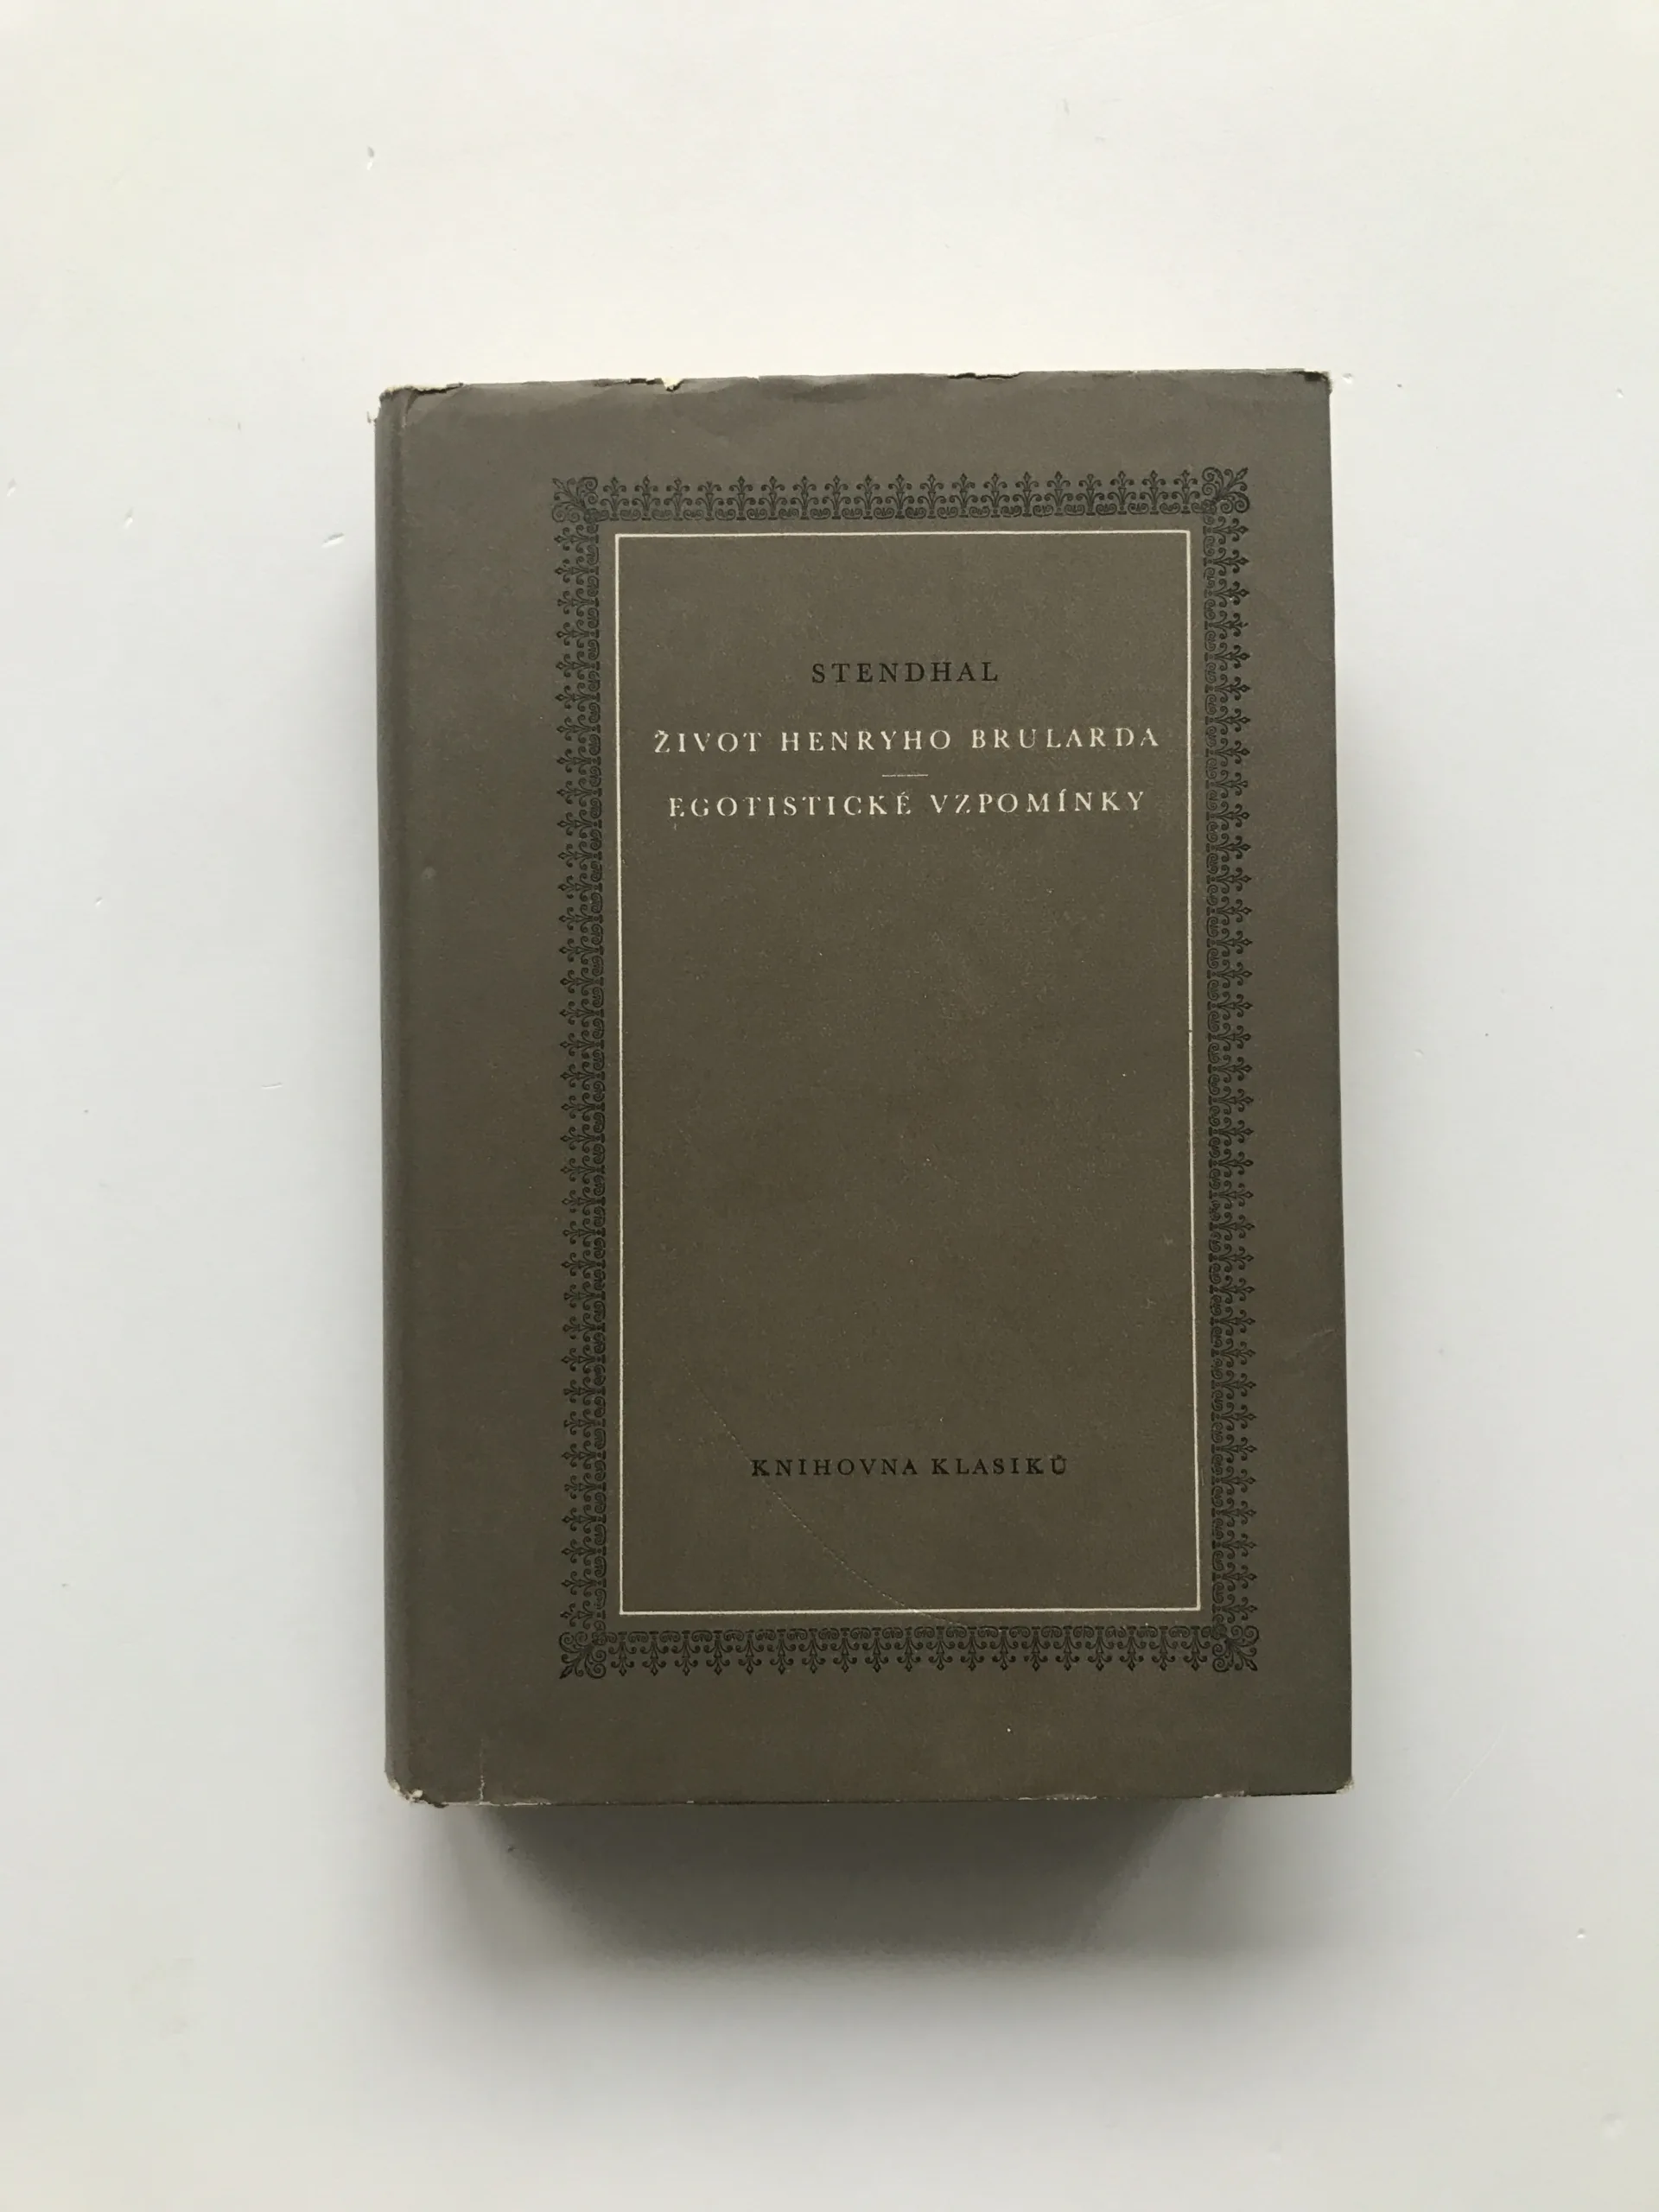 STENDHAL
ŽIVOT HENRYHO BRULARDA
EGOTISTICKÉ VZPOMÍNKY
KNIHOVNA KLASIKŮ